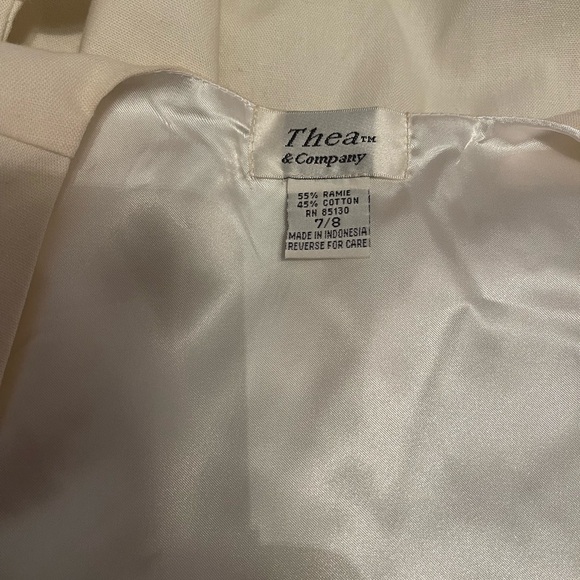 Thea™
& Company
55% RAMIE
45% COTTON
RN 85130
7/8
MADE IN INDONESIA
REVERSE FOR CARE